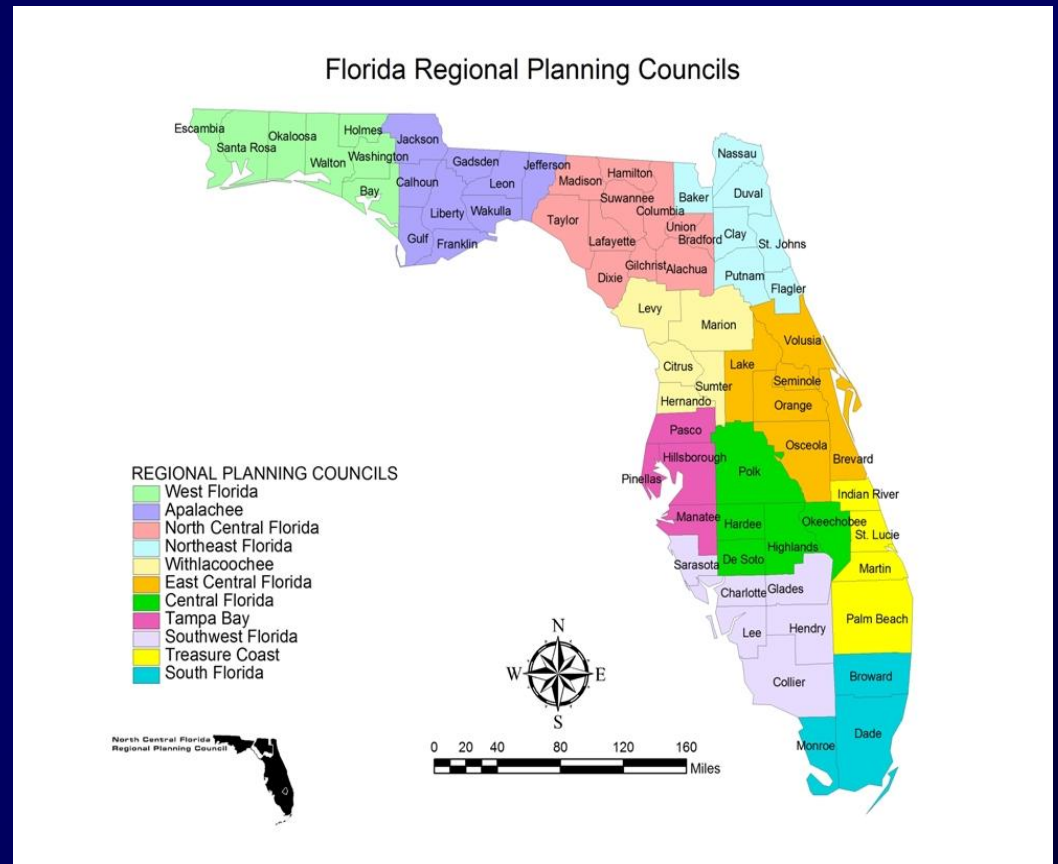 Florida Regional Planning Councils
Escambia
Santa Rosa
Okaloosa
Walton
Holmes
Washington
Bay
Jackson
Calhoun
Gulf
Gadsden
Liberty
Franklin
Leon
Wakulla
Jefferson
Madison
Taylor
Hamilton
Suwannee
Lafayette
Dixie
Columbia
Gilchrist
Union
Bradford
Alachua
Baker
Nassau
Duval
Clay
St. Johns
Putnam
Flagler
Levy
Marion
Citrus
Sumter
Hernando
Lake
Volusia
Seminole
Orange
Osceola
Brevard
Pasco
Hillsborough
Pinellas
Manatee
Polk
Hardee
De Soto
Highlands
Okeechobee
Indian River
St. Lucie
Martin
Palm Beach
Sarasota
Charlotte
Glades
Lee
Hendry
Collier
Broward
Dade
Monroe
REGIONAL PLANNING COUNCILS
West Florida
Apalachee
North Central Florida
Northeast Florida
Withlacoochee
East Central Florida
Central Florida
Tampa Bay
Southwest Florida
Treasure Coast
South Florida
N
W
E
S
0 20 40 80 120 160
Miles
North Central Florida
Regional Planning Council